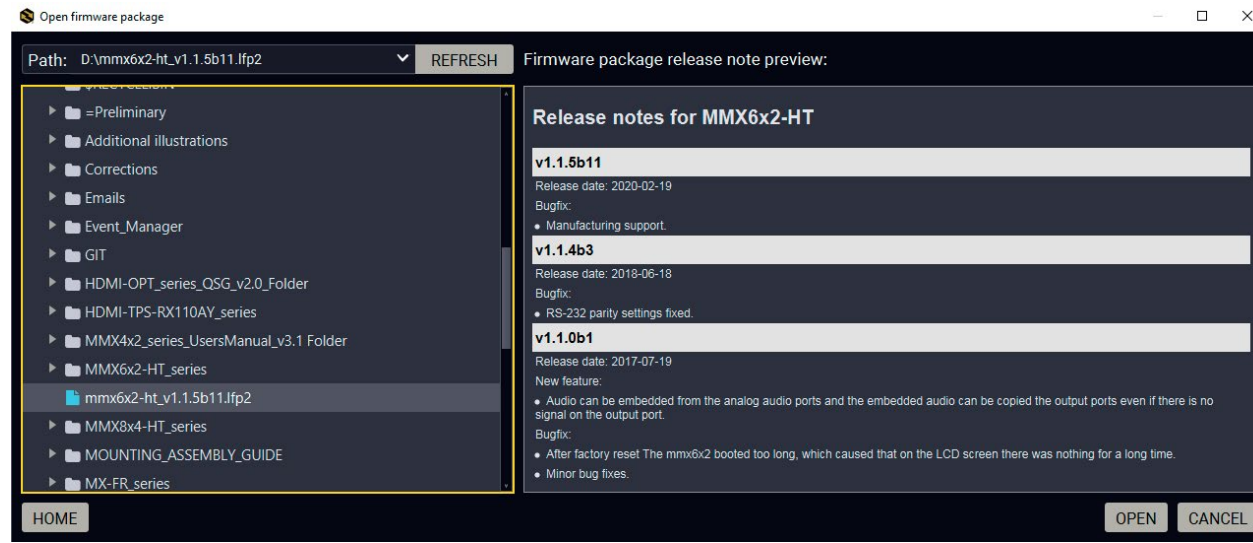 Open firmware package
Path: D:\mmx6x2-ht_v1.1.5b11.lfp2
REFRESH
Firmware package release note preview:
=Preliminary
Additional illustrations
Corrections
Emails
Event_Manager
GIT
HDMI-OPT_series_QSG_v2.0_Folder
HDMI-TPS-RX110AY_series
MMX4x2_series_UsersManual_v3.1 Folder
MMX6x2-HT_series
mmx6x2-ht_v1.1.5b11.lfp2
MMX8x4-HT_series
MOUNTING_ASSEMBLY_GUIDE
MX-FR_series
Release notes for MMX6x2-HT
v1.1.5b11
Release date: 2020-02-19
Bugfix:
• Manufacturing support.
v1.1.4b3
Release date: 2018-06-18
Bugfix:
• RS-232 parity settings fixed.
v1.1.0b1
Release date: 2017-07-19
New feature:
• Audio can be embedded from the analog audio ports and the embedded audio can be copied the output ports even if there is no
signal on the output port.
Bugfix:
• After factory reset The mmx6x2 booted too long, which caused that on the LCD screen there was nothing for a long time.
• Minor bug fixes.
HOME
OPEN
CANCEL